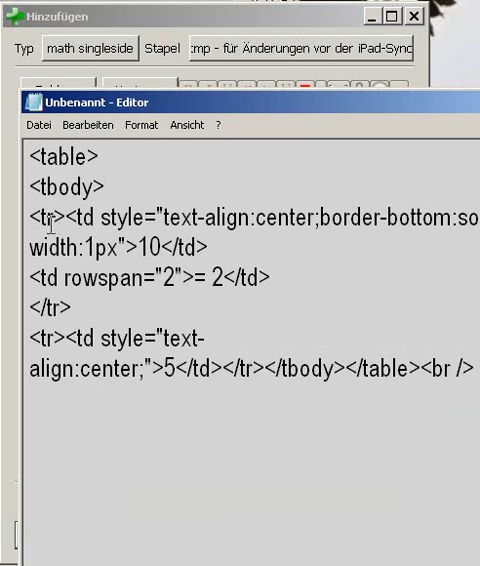 Hinzufügen
Typ math singleside Stapel :mp - für Änderungen vor der iPad-Sync
Unbenannt - Editor
Datei Bearbeiten Format Ansicht ?
<table>
<tbody>
<tr><td style="text-align:center;border-bottom:so
width:1px">10</td>
<td rowspan="2">= 2</td>
</tr>
<tr><td style="text-
align:center;">5</td></tr></tbody></table><br />